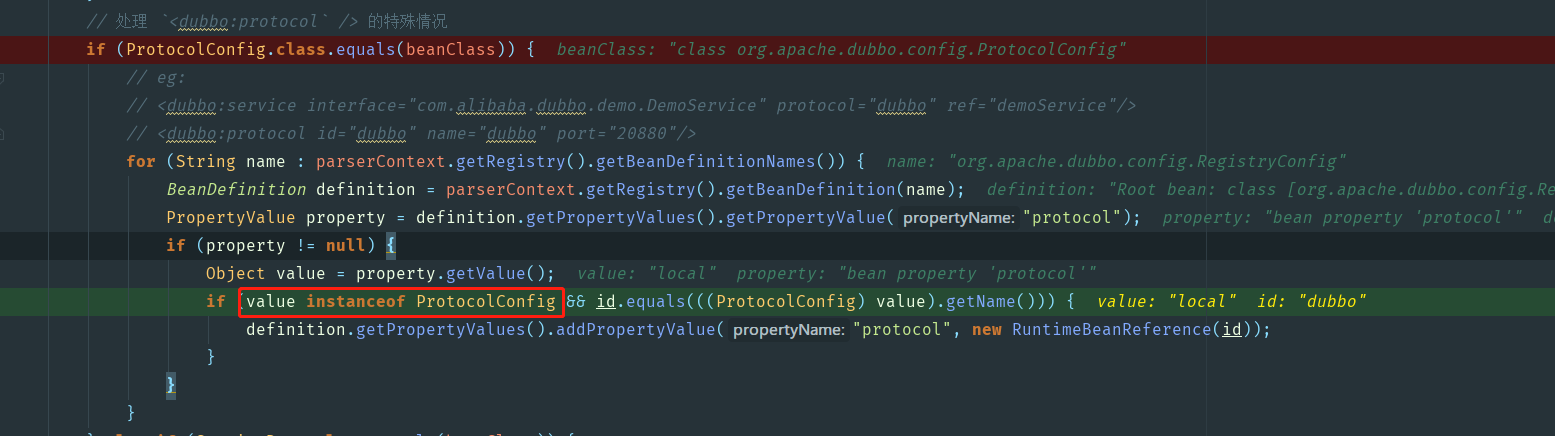 // 处理 `<dubbo:protocol` /> 的特殊情况
if (ProtocolConfig.class.equals(beanClass)) { beanClass: "class org.apache.dubbo.config.ProtocolConfig"
// eg:
// <dubbo:service interface="com.alibaba.dubbo.demo.DemoService" protocol="dubbo" ref="demoService"/>
// <dubbo:protocol id="dubbo" name="dubbo" port="20880"/>
for (String name : parserContext.getRegistry().getBeanDefinitionNames()) { name: "org.apache.dubbo.config.RegistryConfig"
BeanDefinition definition = parserContext.getRegistry().getBeanDefinition(name); definition: "Root bean: class [org.apache.dubbo.config.Re
PropertyValue property = definition.getPropertyValues().getPropertyValue( propertyName: "protocol"); property: "bean property 'protocol'" d
if (property != null) {
Object value = property.getValue(); value: "local" property: "bean property 'protocol'"
if (value instanceof ProtocolConfig && id.equals(((ProtocolConfig) value).getName())) { value: "local" id: "dubbo"
definition.getPropertyValues().addPropertyValue( propertyName: "protocol", new RuntimeBeanReference(id));
}
}
}